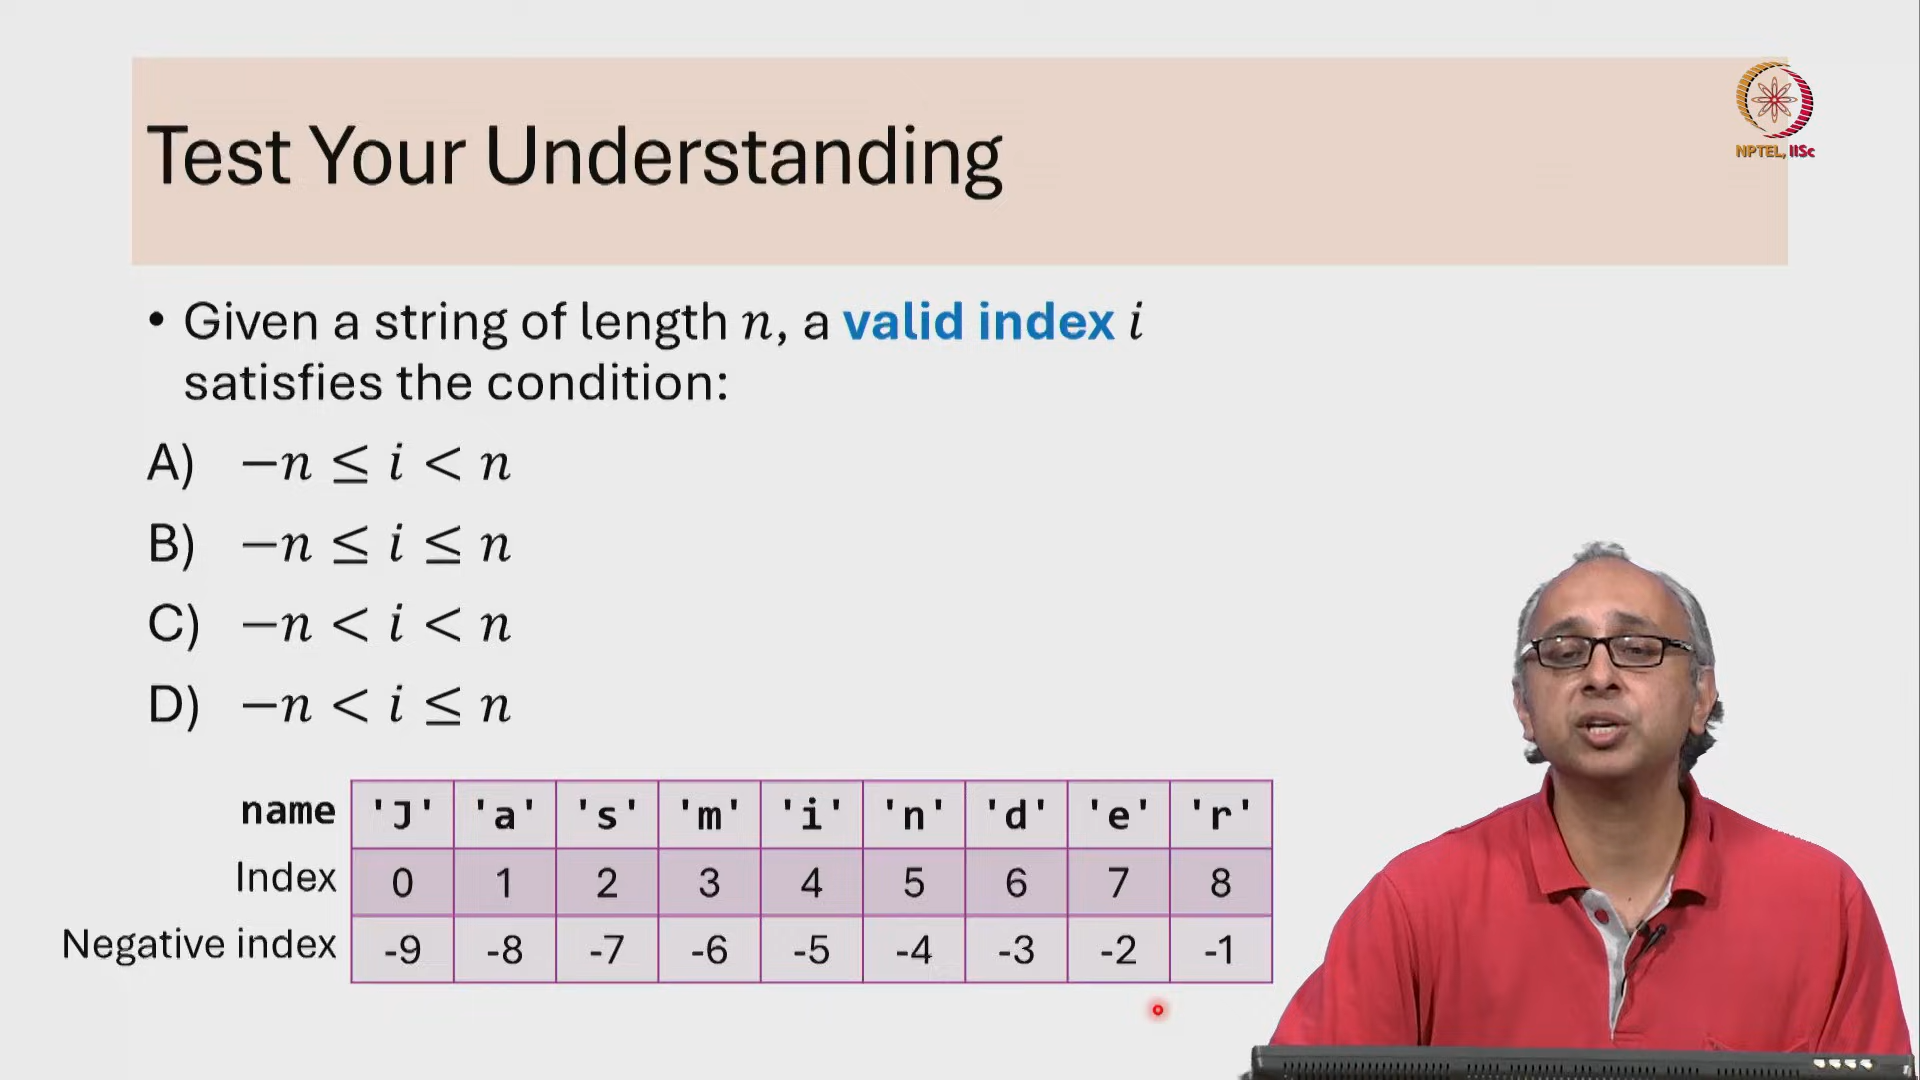 Test Your Understanding
NPTEL, IISc
• Given a string of length n, a valid index i
satisfies the condition:
A) −n ≤ i < n
B) −n ≤ i ≤ n
C) −n < i < n
D) −n < i ≤ n
name 'J' 'a' 's' 'm' 'i' 'n' 'd' 'e' 'r'
Index 0 1 2 3 4 5 6 7 8
Negative index -9 -8 -7 -6 -5 -4 -3 -2 -1